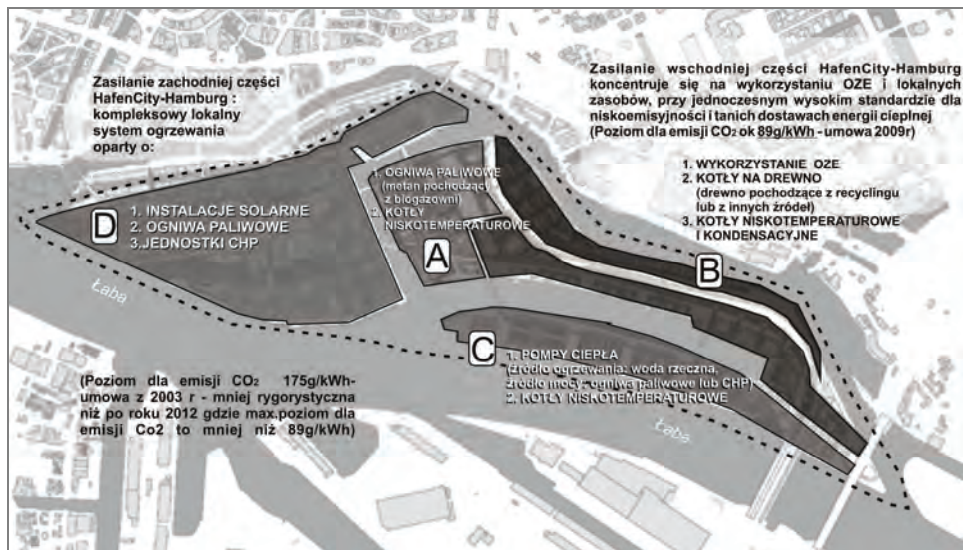 Zasilanie zachodniej części
HafenCity-Hamburg :
kompleksowy lokalny
system ogrzewania
oparty o:
Zasilanie wschodniej części HafenCity-Hamburg
koncentruje się na wykorzystaniu OZE i lokalnych
zasobów, przy jednoczesnym wysokim standardzie dla
niskoemisyjności i tanich dostawach energii cieplnej
(Poziom dla emisji CO2 ok 89g/kWh - umowa 2009r)
1. OGNIWA PALIWOWE
(metan pochodzący
z biogazowni)
2. KOTŁY
NISKOTEMPERATUROWE
A
1. WYKORZYSTANIE OZE
2. KOTŁY NA DREWNO
(drewno pochodzące z recyclingu
lub z innych źródeł)
3. KOTŁY NISKOTEMPERATUROWE
I KONDENSACYJNE
B
D
1. INSTALACJE SOLARNE
2. OGNIWA PALIWOWE
3.JEDNOSTKI CHP
Łaba
C
1. POMPY CIEPŁA
(źródło ogrzewania: woda rzeczna,
źródło mocy: ogniwa paliwowe lub CHP)
2. KOTŁY NISKOTEMPERATUROWE
(Poziom dla emisji CO2 175g/kWh-
umowa z 2003 r - mniej rygorystyczna
niż po roku 2012 gdzie max.poziom dla
emisji Co2 to mniej niż 89g/kWh)
Łaba